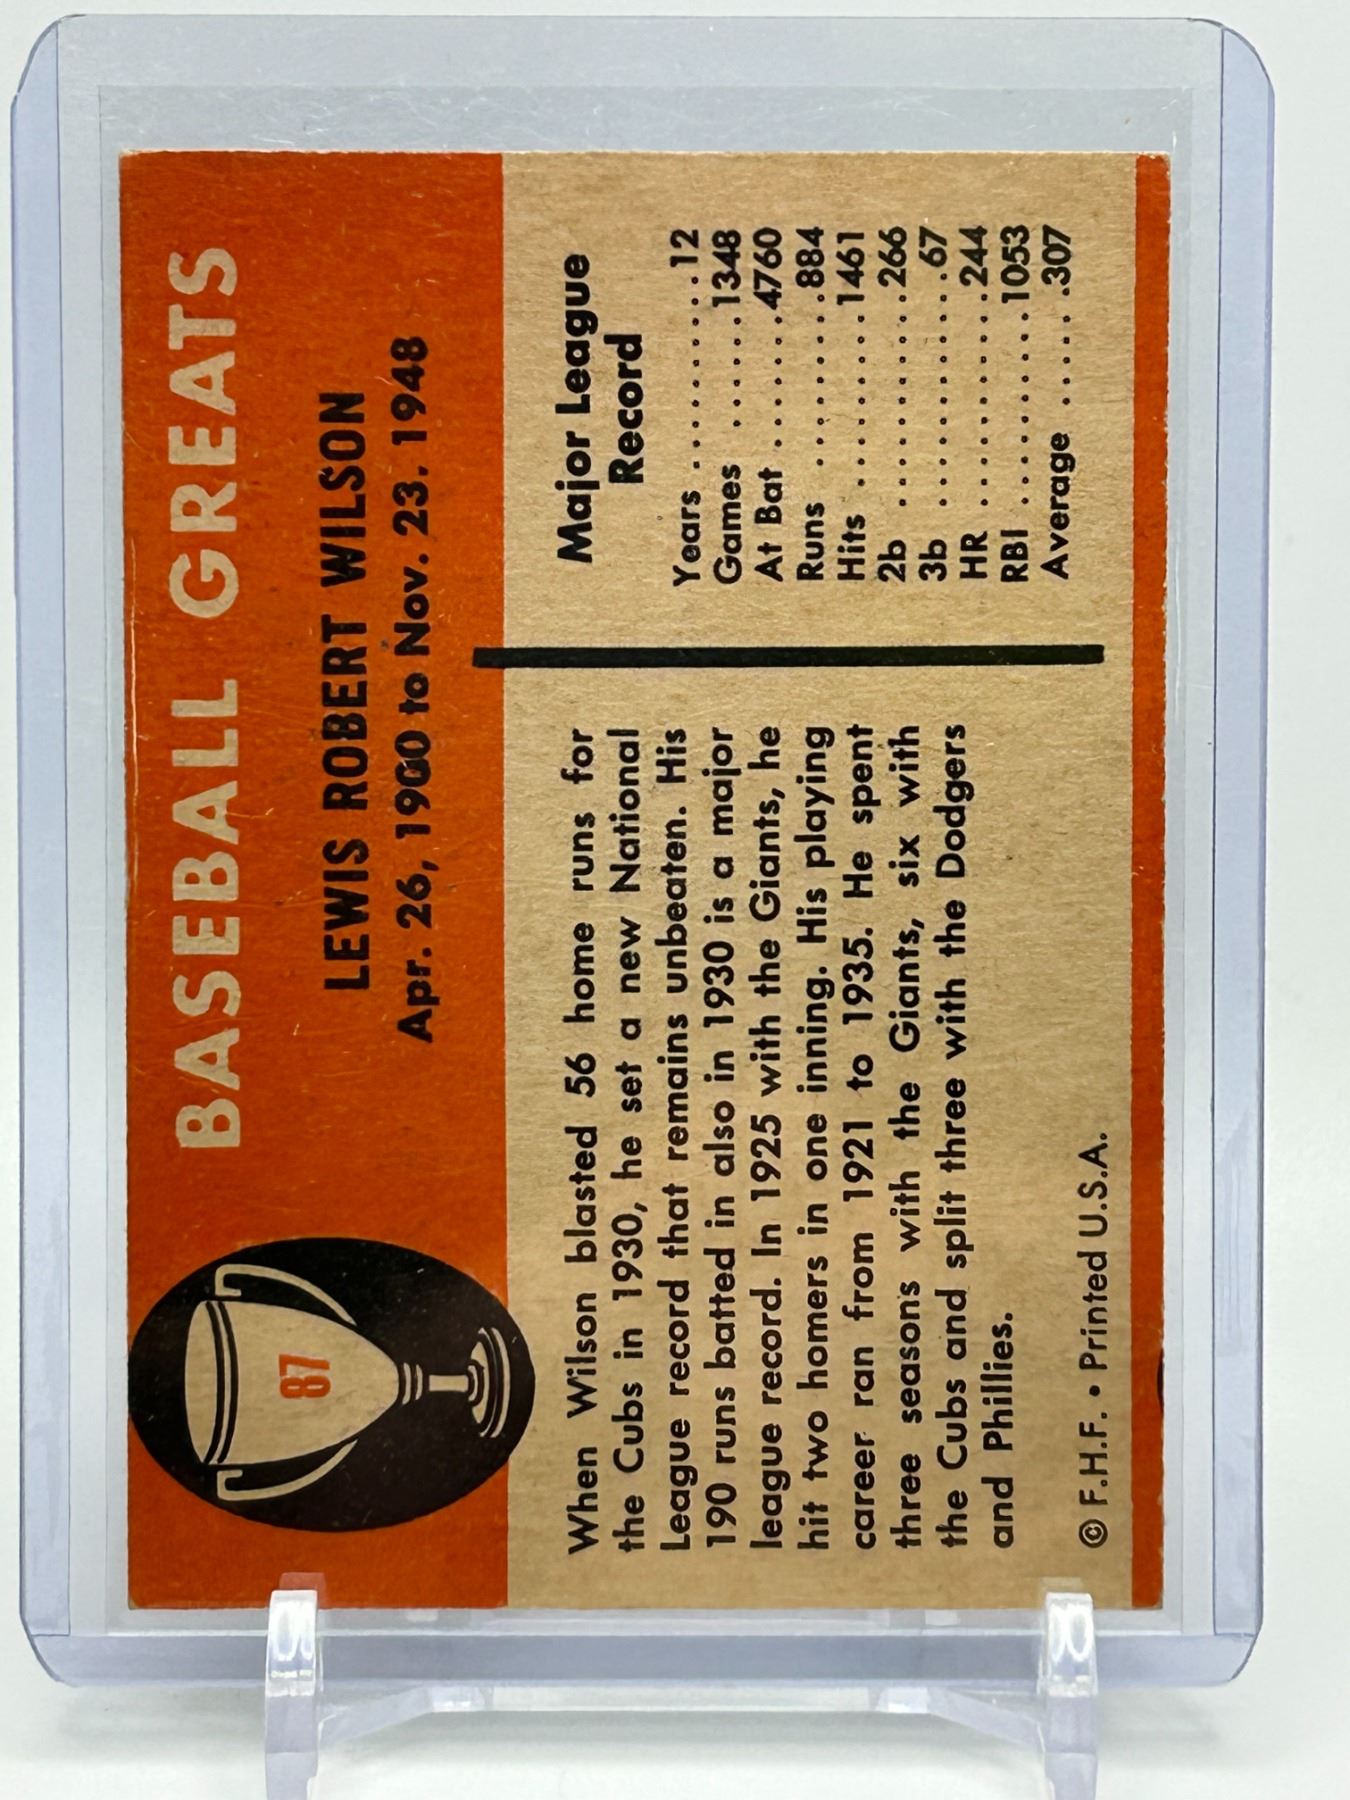 BASEBALL GREATS
87
LEWIS ROBERT WILSON
Apr. 26, 1900 to Nov. 23. 1948
When Wilson blasted 56 home runs for
the Cubs in 1930, he set a new National
League record that remains unbeaten. His
190 runs batted in also in 1930 is a major
league record. In 1925 with the Giants, he
hit two homers in one inning. His playing
career ran from 1921 to 1935. He spent
three seasons with the Giants, six with
the Cubs and split three with the Dodgers
and Phillies.
© F.H.F. • Printed U.S.A.
Major League
Record
Years..........12
Games ......1348
At Bat .......4760
Runs .........884
Hits .........1461
2b ...........266
3b ............67
HR ...........244
RBI .........1053
Average ......307